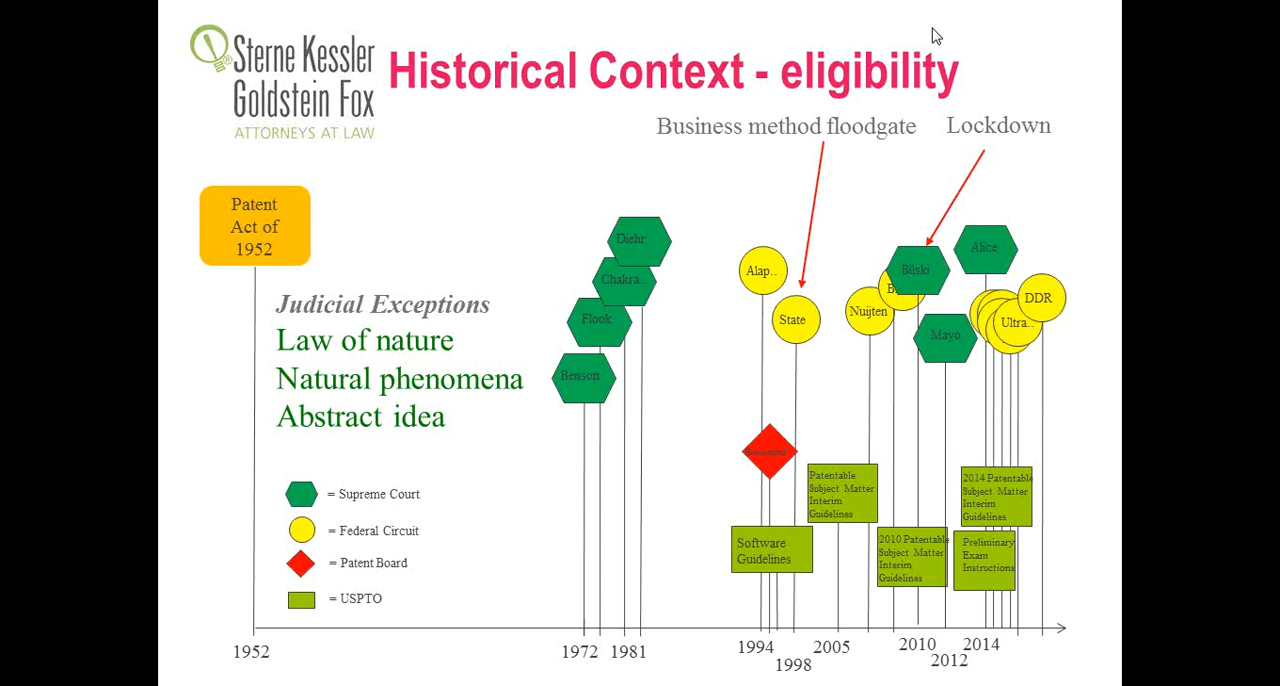 Sterne Kessler
Goldstein Fox
ATTORNEYS AT LAW
Historical Context - eligibility
Business method floodgate
Lockdown
Patent
Act of
1952
Judicial Exceptions
Law of nature
Natural phenomena
Abstract idea
Diehr
Chakra..
Flook
Benson
Alap..
State
Nuijten
B
Bilski
Mayo
Alice
Ultra..
DDR
Patentable
Subject Matter
Interim
Guidelines
Software
Guidelines
2010 Patentable
Subject Matter
Interim
Guidelines
2014 Patentable
Subject Matter
Interim
Guidelines
Preliminary
Exam
Instructions
= Supreme Court
= Federal Circuit
= Patent Board
= USPTO
1952
1972
1981
1994
1998
2005
2010
2012
2014